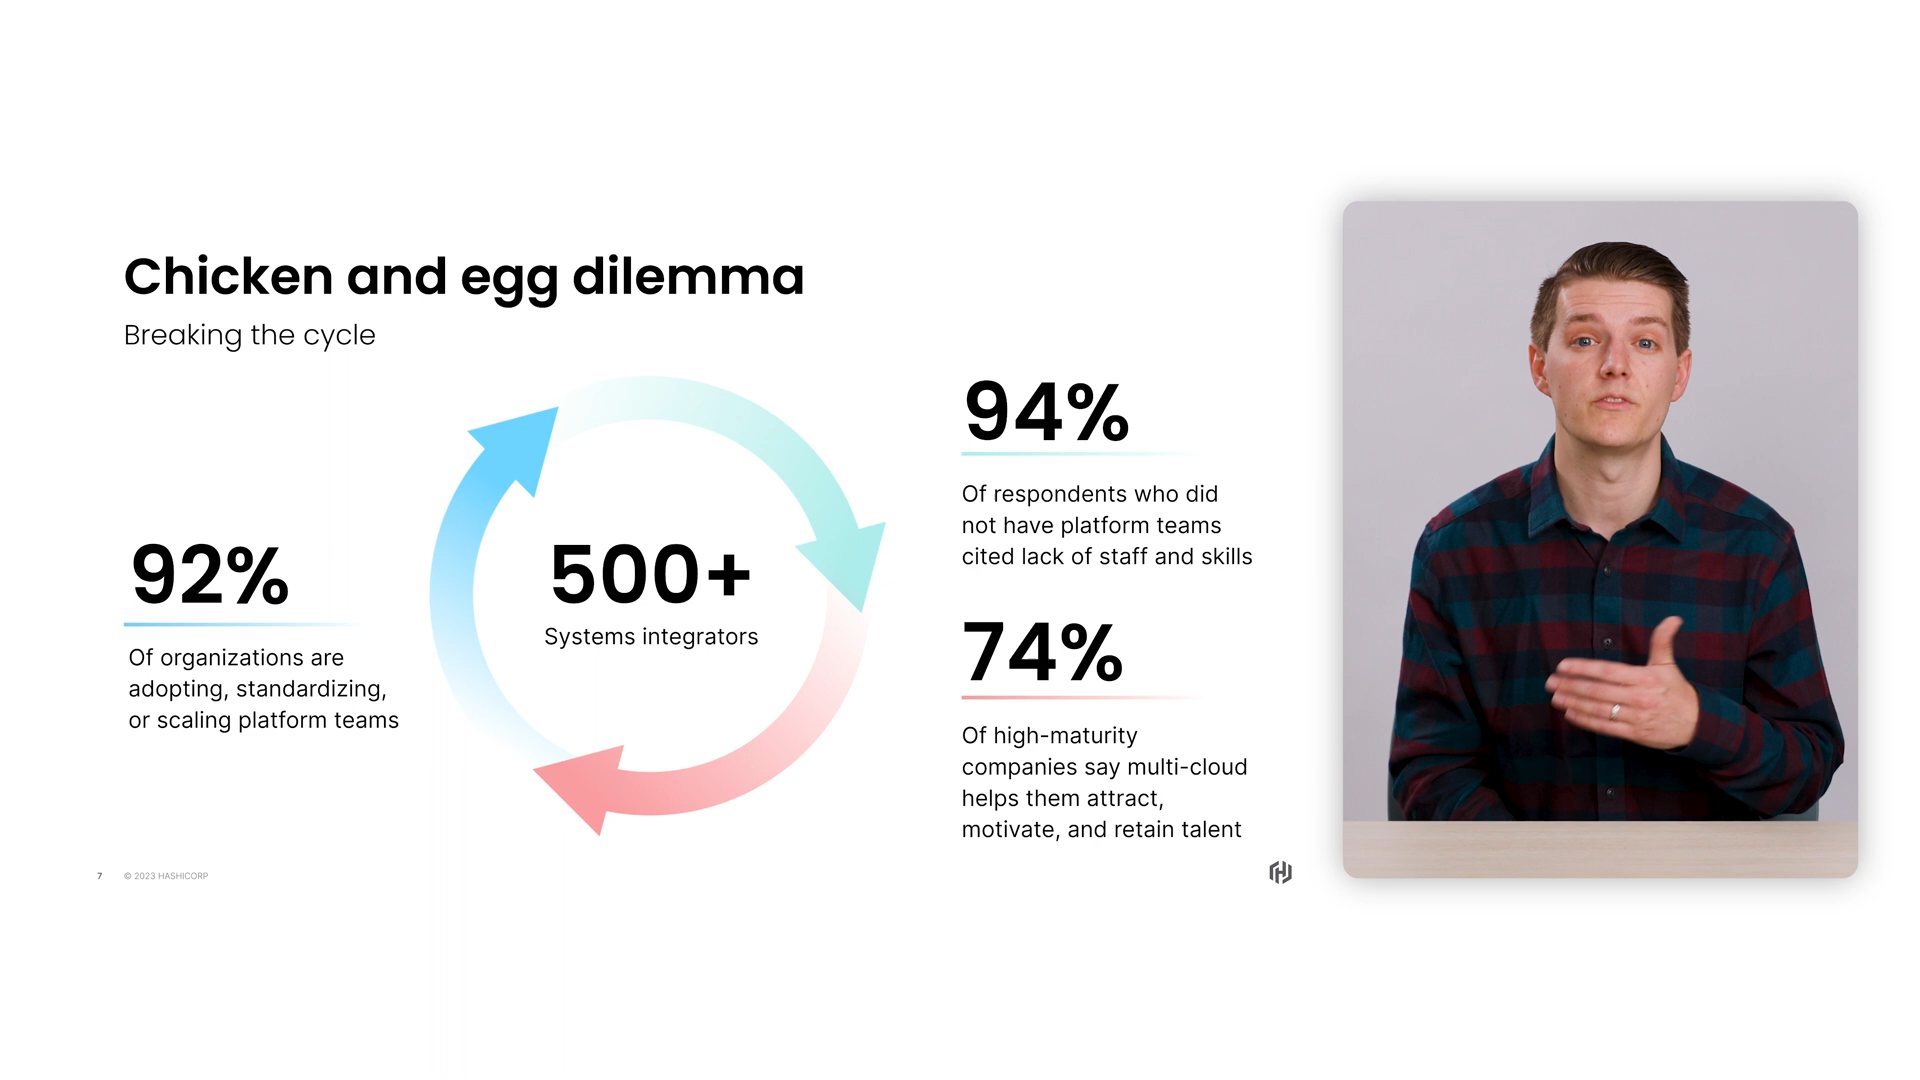 Chicken and egg dilemma
Breaking the cycle
92%
Of organizations are
adopting, standardizing,
or scaling platform teams
500+
Systems integrators
94%
Of respondents who did
not have platform teams
cited lack of staff and skills
74%
Of high-maturity
companies say multi-cloud
helps them attract,
motivate, and retain talent
7
© 2023 HASHICORP